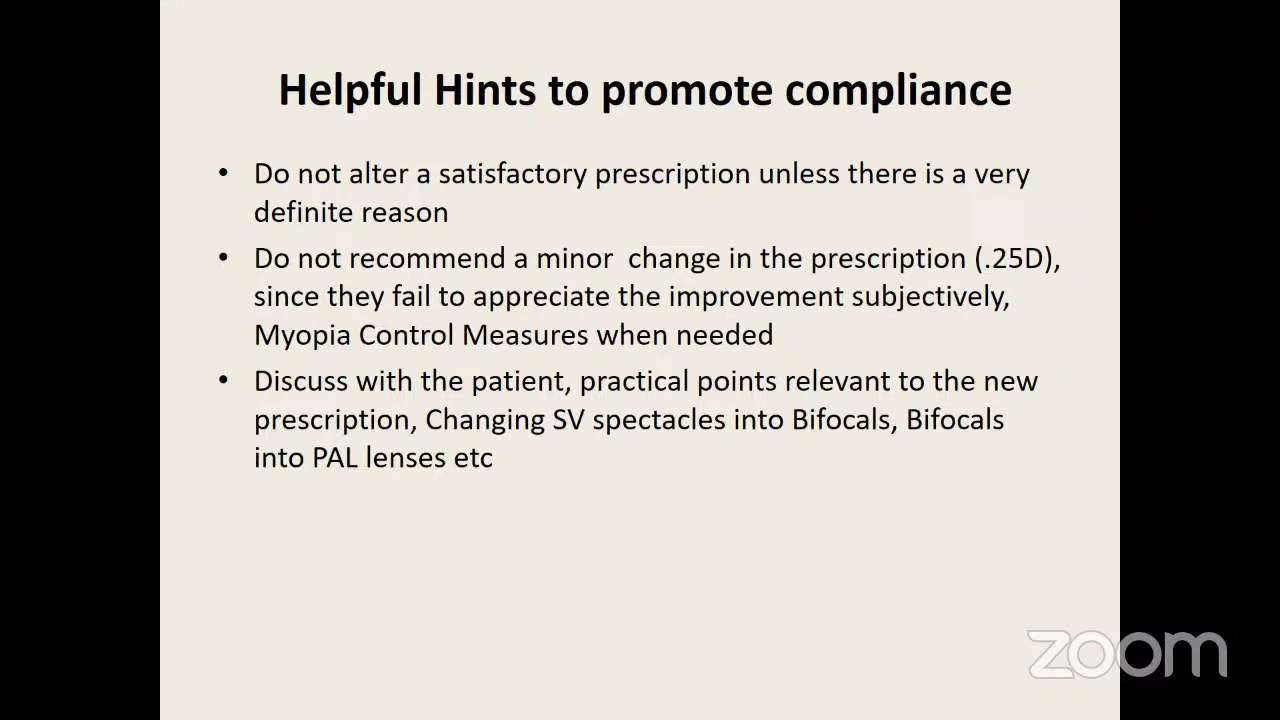 Helpful Hints to promote compliance
• Do not alter a satisfactory prescription unless there is a very
definite reason
• Do not recommend a minor  change in the prescription (.25D),
since they fail to appreciate the improvement subjectively,
Myopia Control Measures when needed
• Discuss with the patient, practical points relevant to the new
prescription, Changing SV spectacles into Bifocals, Bifocals
into PAL lenses etc
zoom